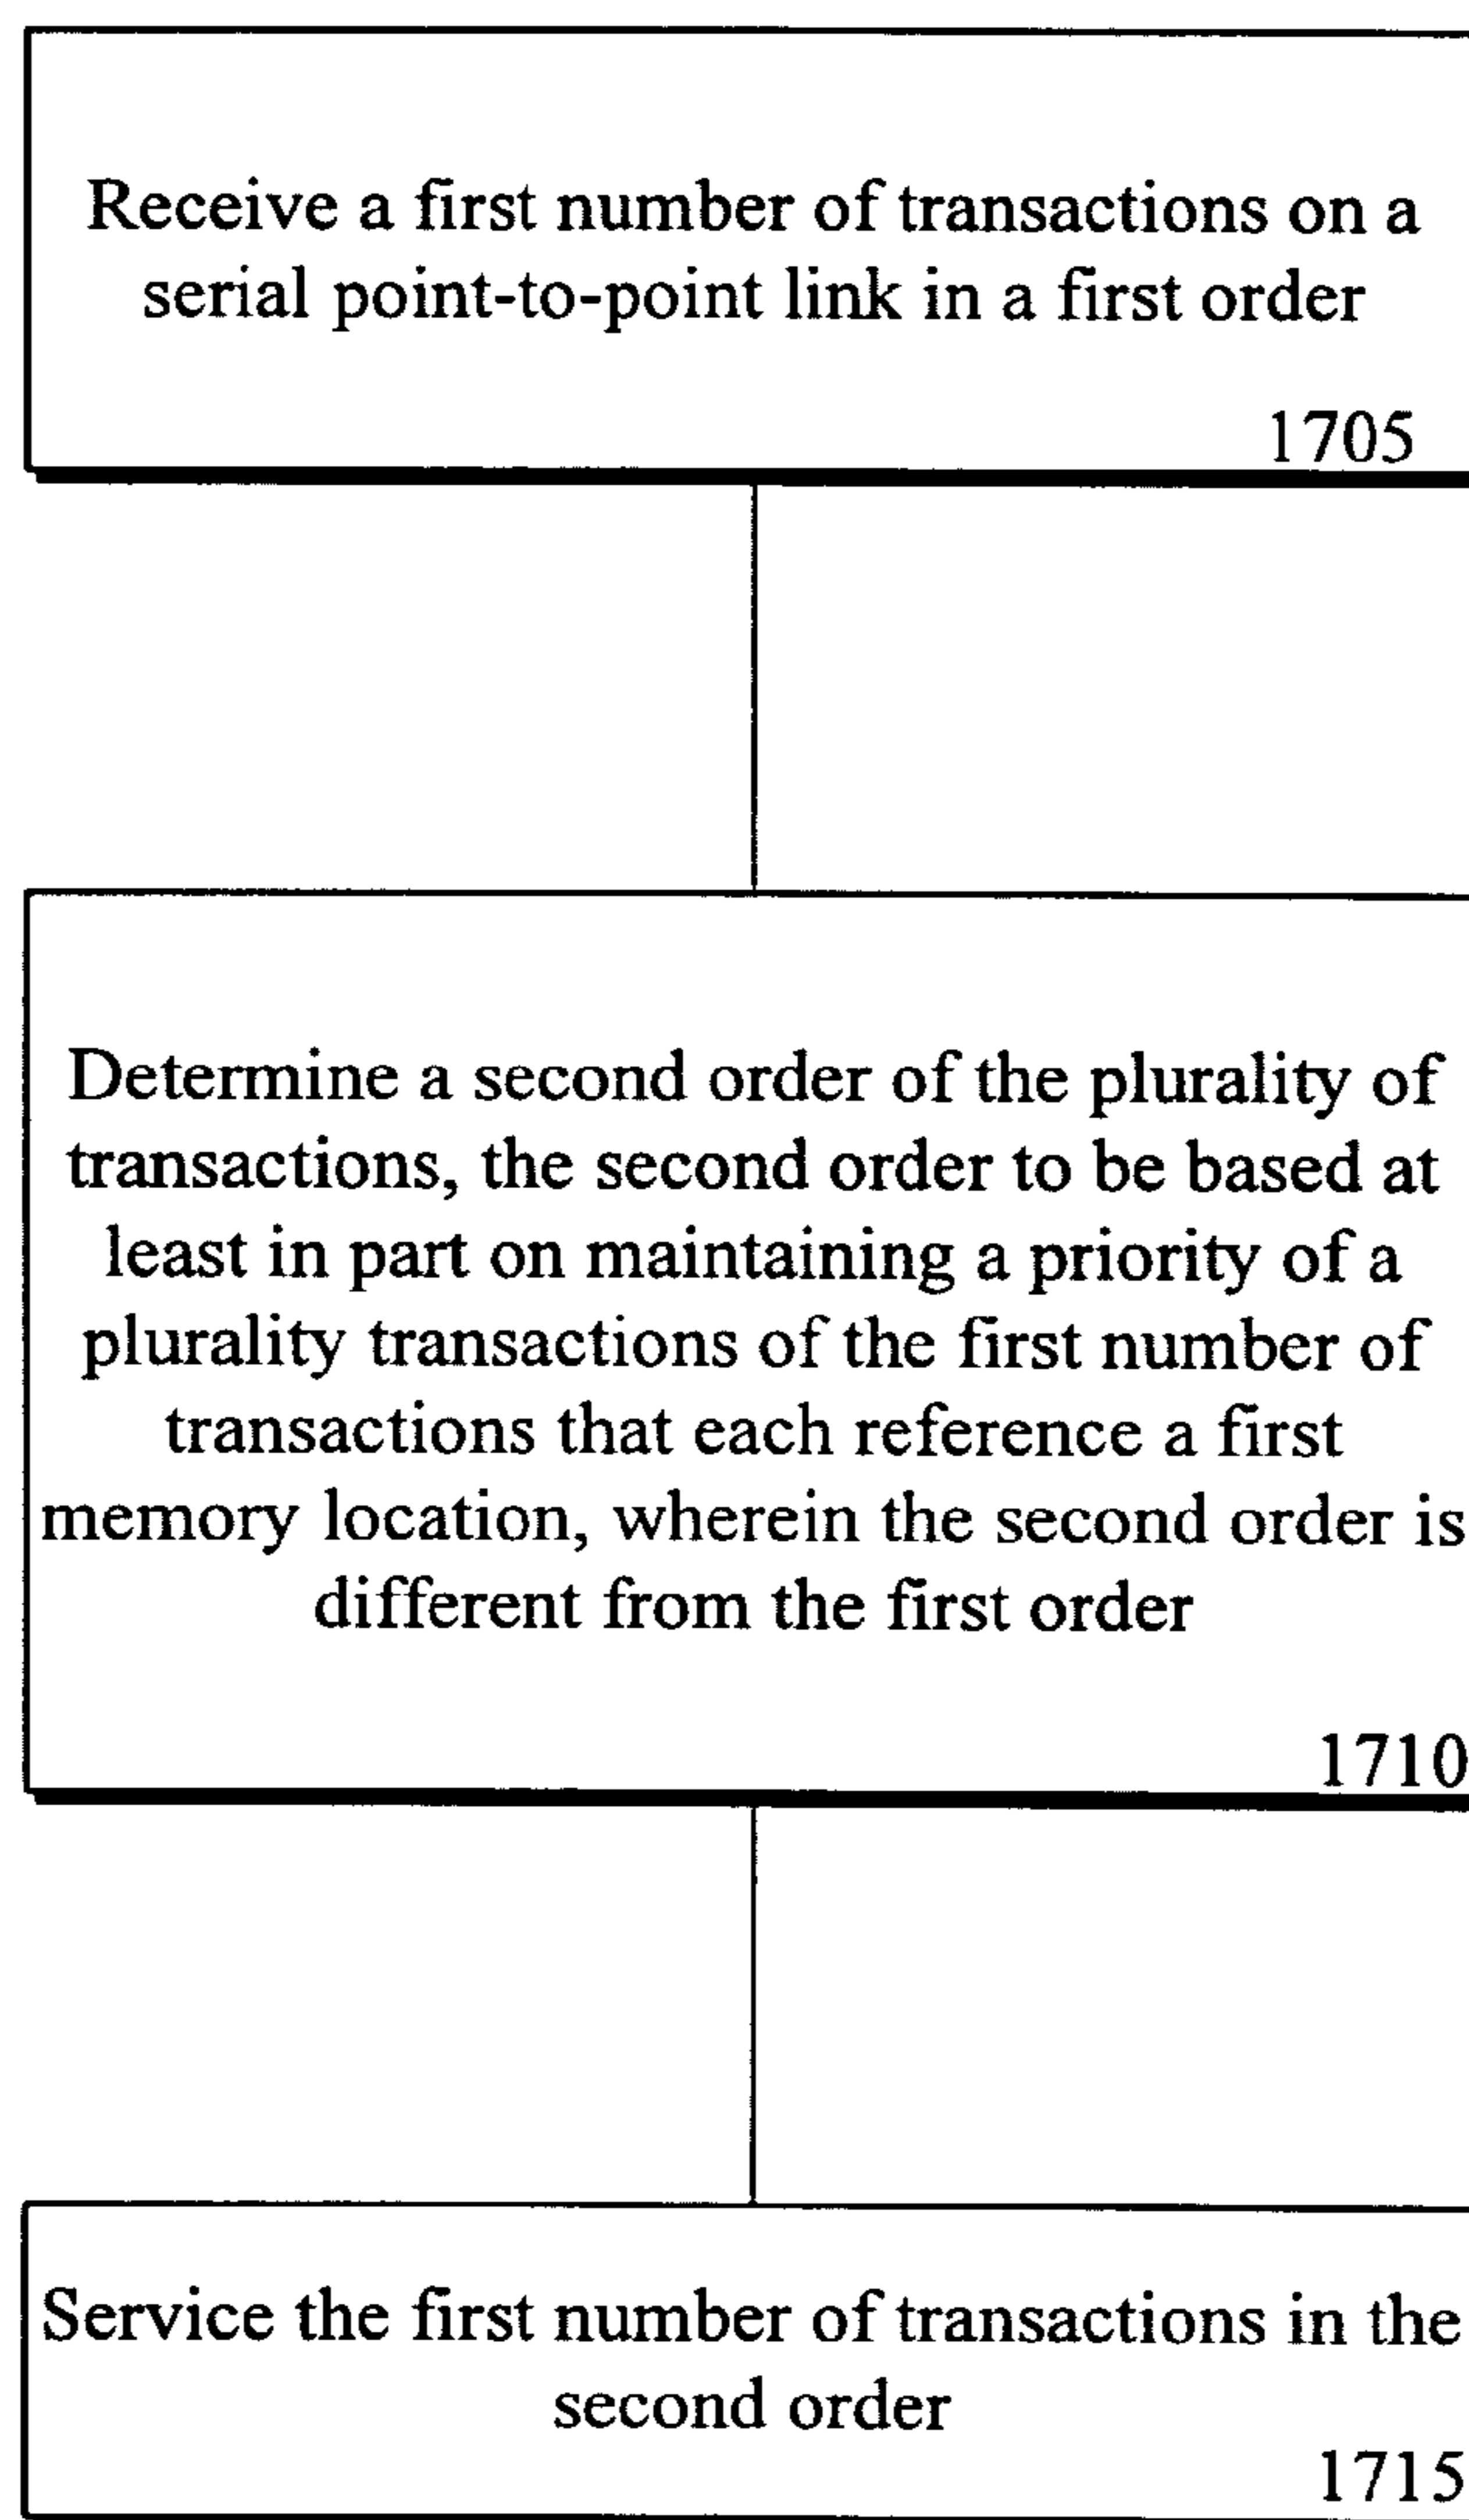 Receive a first number of transactions on a
serial point-to-point link in a first order
1705
Determine a second order of the plurality of
transactions, the second order to be based at
least in part on maintaining a priority of a
plurality transactions of the first number of
transactions that each reference a first
memory location, wherein the second order is
different from the first order
1710
Service the first number of transactions in the
second order
1715